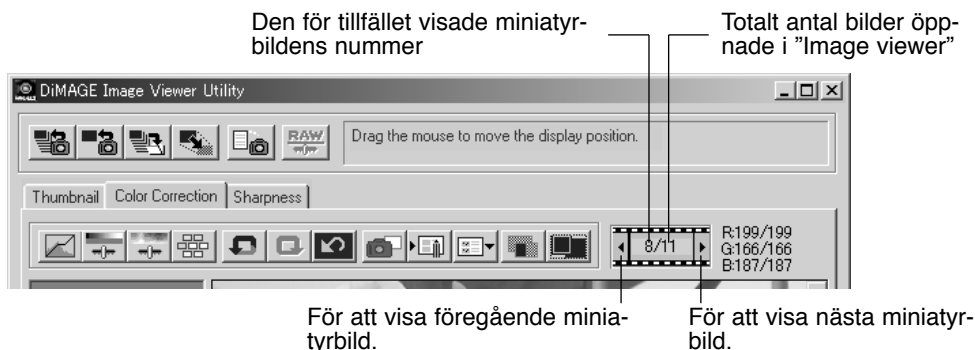 Den för tillfället visade miniatyr-
bildens nummer
Totalt antal bilder öpp-
nade i ”Image viewer”
DiMAGE Image Viewer Utility
RAW
Drag the mouse to move the display position.
Thumbnail Color Correction Sharpness
8/11
R:199/199
G:166/166
B:187/187
För att visa föregående minia-
tyrbild.
För att visa nästa miniatyr-
bild.